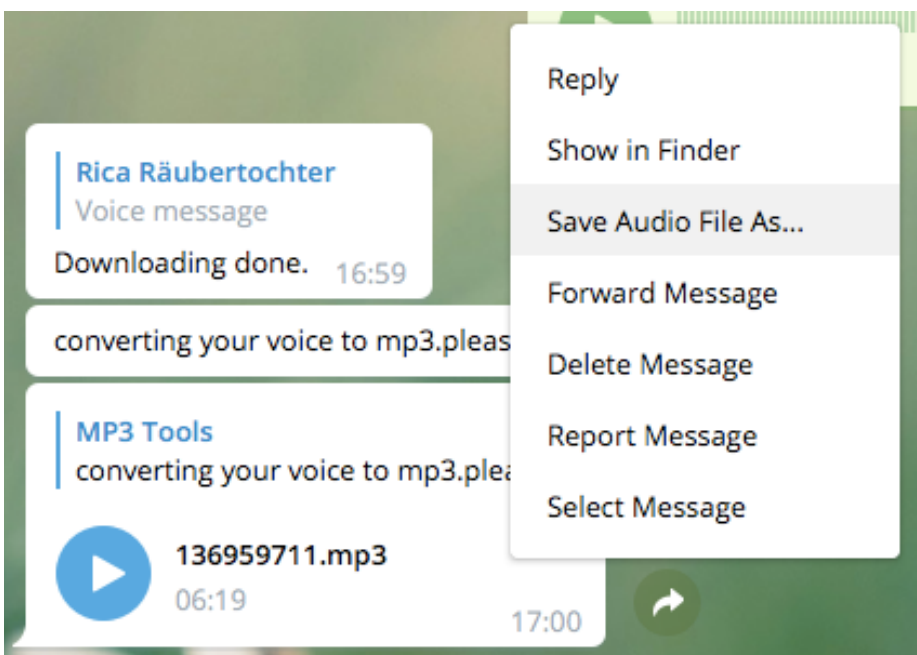 Rica Räubertochter
Voice message
Downloading done. 16:59
converting your voice to mp3.pleas
MP3 Tools
converting your voice to mp3.plea
136959711.mp3
06:19
17:00
Reply
Show in Finder
Save Audio File As...
Forward Message
Delete Message
Report Message
Select Message